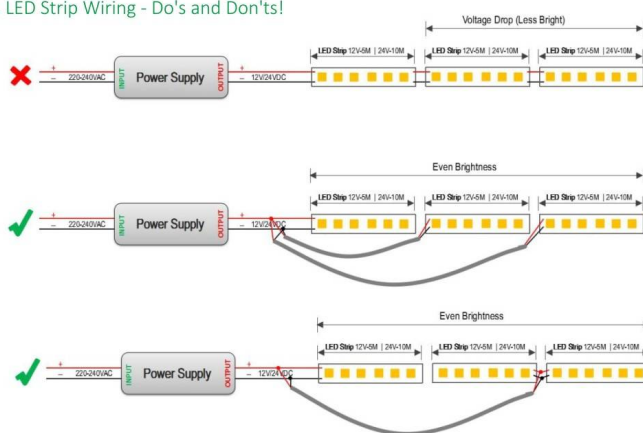 LED Strip Wiring - Do's and Don'ts!
Voltage Drop (Less Bright)
LED Strip 12V-5M | 24V-10M
LED Strip 12V-5M | 24V-10M
LED Strip 12V-5M | 24V-10M
+
220-240VAC
–
INPUT
Power Supply
OUTPUT
+
12V/24VDC
–
Even Brightness
LED Strip 12V-5M | 24V-10M
LED Strip 12V-5M | 24V-10M
LED Strip 12V-5M | 24V-10M
+
220-240VAC
–
INPUT
Power Supply
OUTPUT
+
12V/24VDC
–
Even Brightness
LED Strip 12V-5M | 24V-10M
LED Strip 12V-5M | 24V-10M
LED Strip 12V-5M | 24V-10M
+
220-240VAC
–
INPUT
Power Supply
OUTPUT
+
12V/24VDC
–